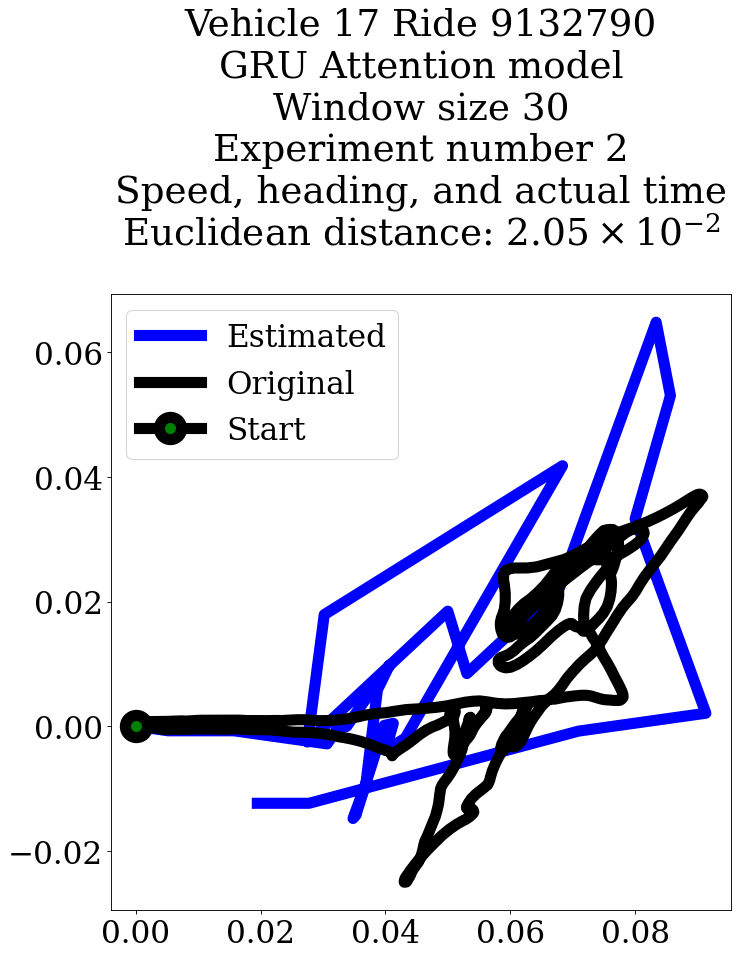 Vehicle 17 Ride 9132790
GRU Attention model
Window size 30
Experiment number 2
Speed, heading, and actual time
Euclidean distance: 2.05 × 10⁻²
Estimated
Original
Start
0.06
0.04
0.02
0.00
−0.02
0.00 0.02 0.04 0.06 0.08